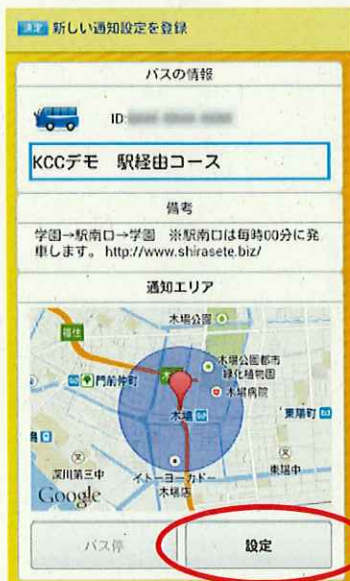 設定 新しい通知設定を登録
バスの情報
ID:
KCCデモ 駅経由コース
備考
学園→駅南口→学園 ※駅南口は毎時00分に発
車します。 http://www.shirasete.biz/
通知エリア
木場公園
福住
木場公園都市
緑化植物園
門前仲町
木場病院
木場
東陽町
深川第三中
イトーヨーカドー
木場店
東陽中
Google
バス停
設定